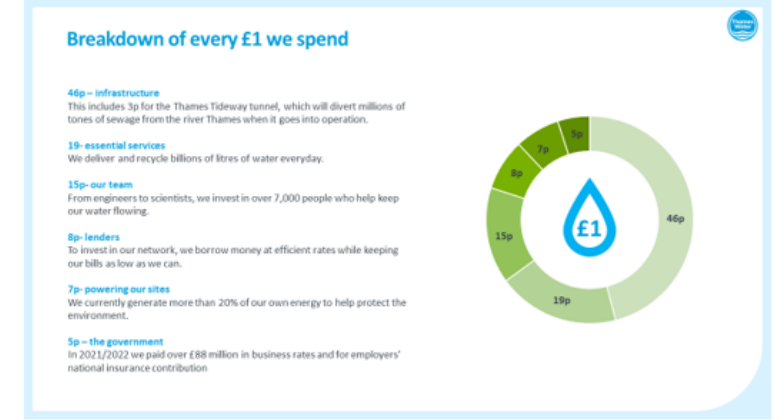 Thames
Water
Breakdown of every £1 we spend
46p – infrastructure
This includes 3p for the Thames Tideway tunnel, which will divert millions of
tones of sewage from the river Thames when it goes into operation.
19- essential services
We deliver and recycle billions of litres of water everyday.
15p- our team
From engineers to scientists, we invest in over 7,000 people who help keep
our water flowing.
8p- lenders
To invest in our network, we borrow money at efficient rates while keeping
our bills as low as we can.
7p- powering our sites
We currently generate more than 20% of our own energy to help protect the
environment.
5p – the government
In 2021/2022 we paid over £88 million in business rates and for employers’
national insurance contribution
5p
7p
8p
15p
19p
46p
£1